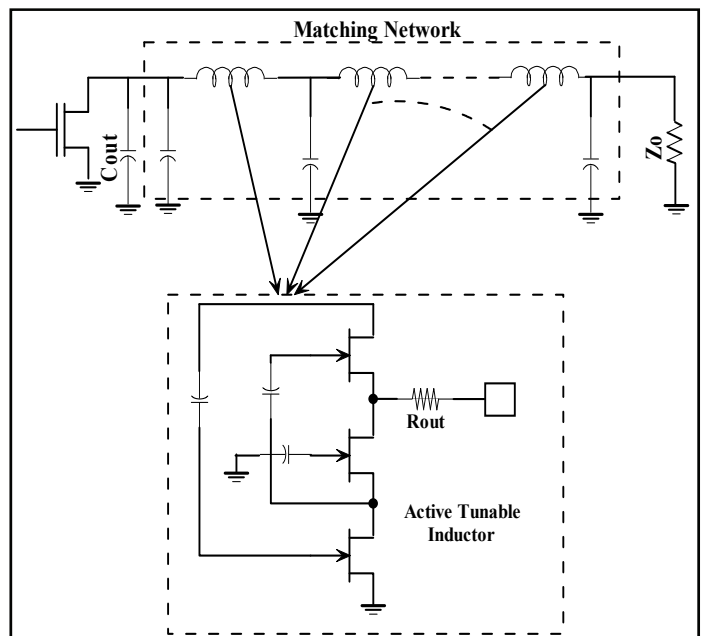 Matching Network
Cout
Zo
Rout
Active Tunable
Inductor